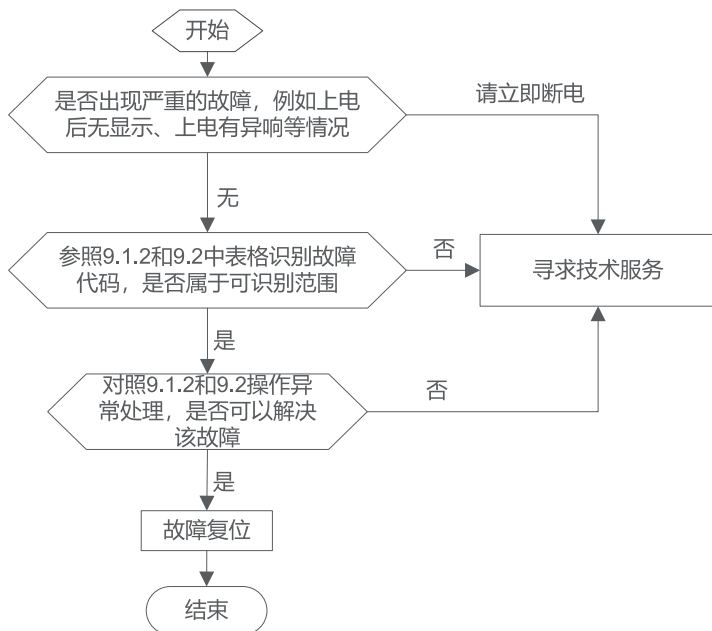 开始
是否出现严重的故障，例如上电
后无显示、上电有异响等情况
请立即断电
无
参照9.1.2和9.2中表格识别故障
代码，是否属于可识别范围
否
寻求技术服务
是
对照9.1.2和9.2操作异
常处理，是否可以解决
该故障
否
是
故障复位
结束